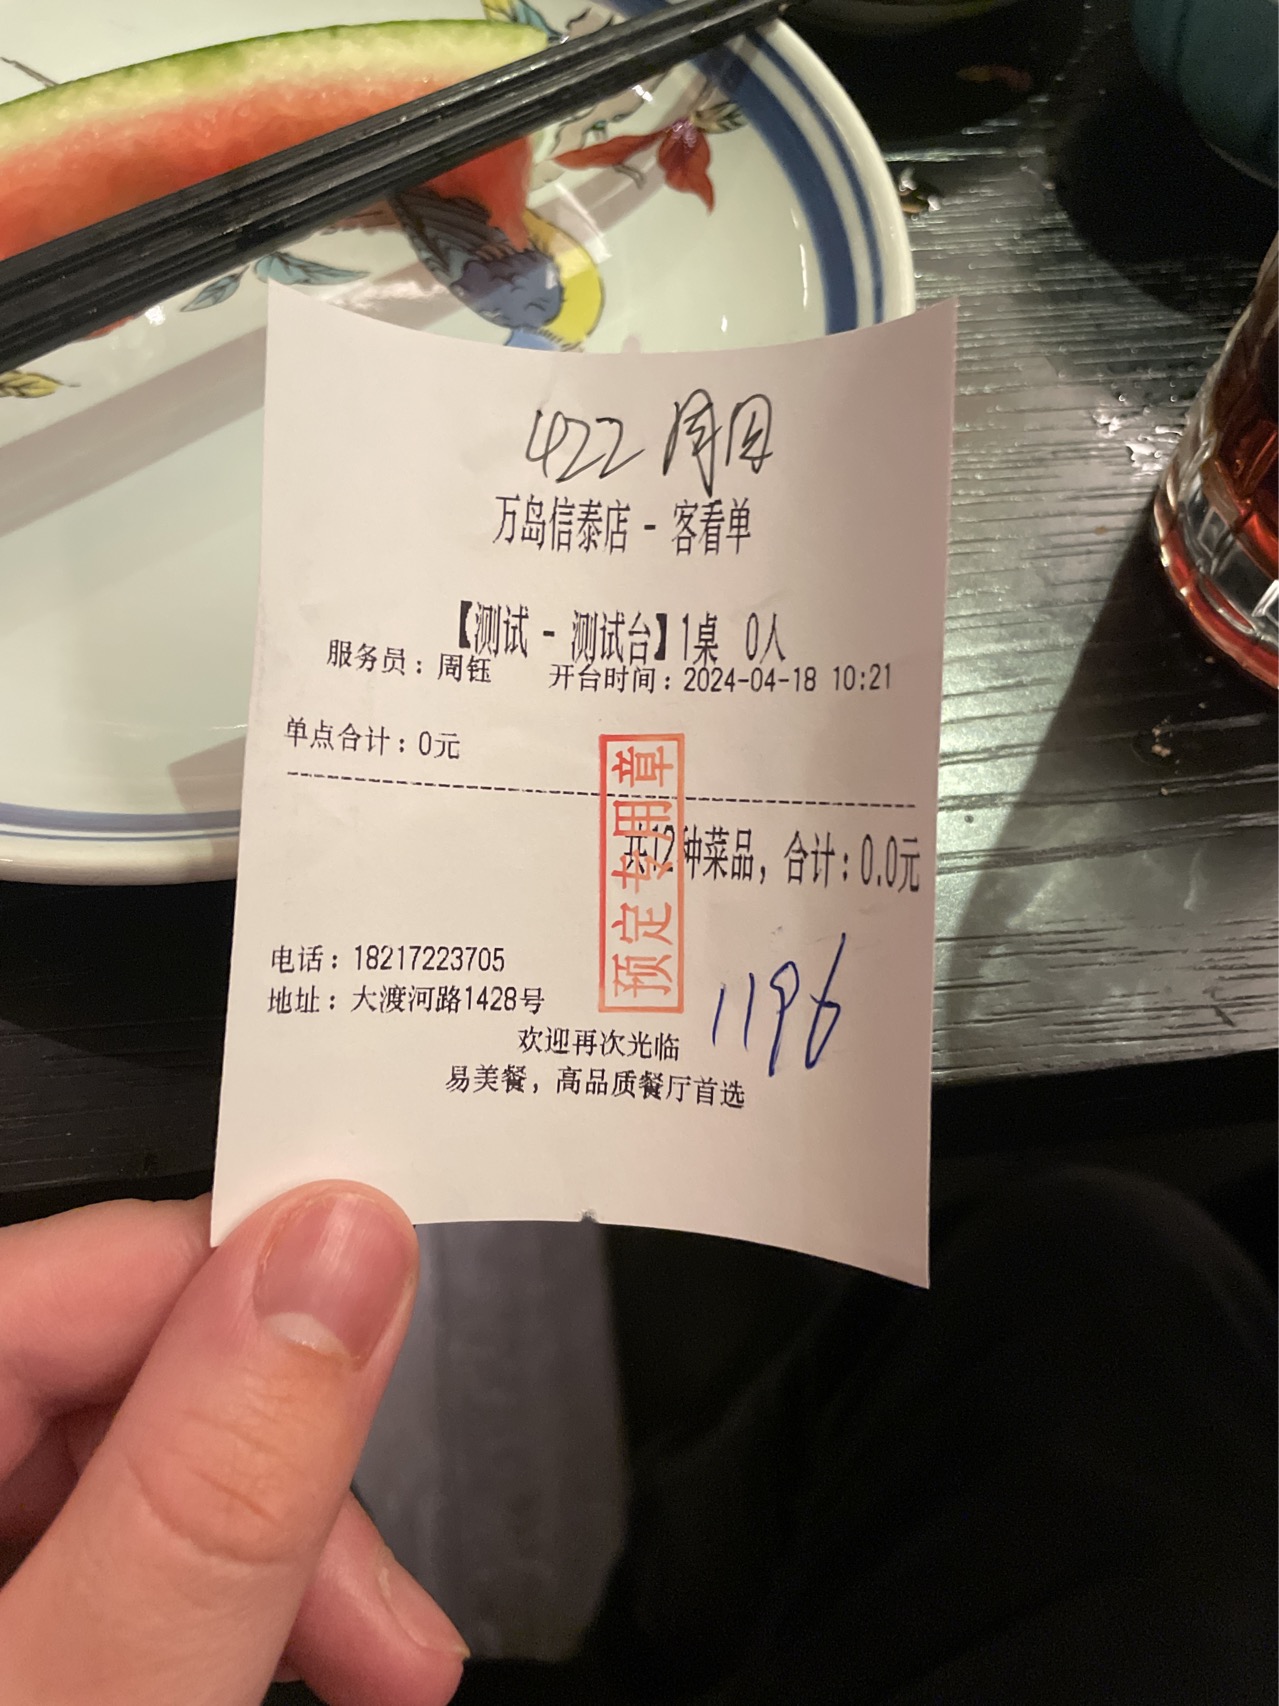 422 周园
万岛信泰店 - 客看单
【测试 - 测试台】1桌 0人
服务员：周钰 开台时间：2024-04-18 10:21
单点合计：0元
共12种菜品，合计：0.0元
预定专用章
电话：18217223705
地址：大渡河路1428号
1196
欢迎再次光临
易美餐，高品质餐厅首选